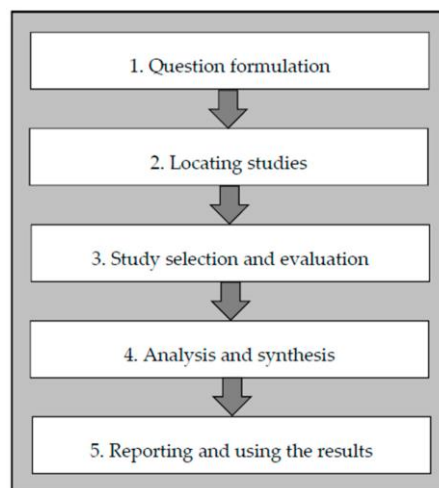 1. Question formulation
2. Locating studies
3. Study selection and evaluation
4. Analysis and synthesis
5. Reporting and using the results